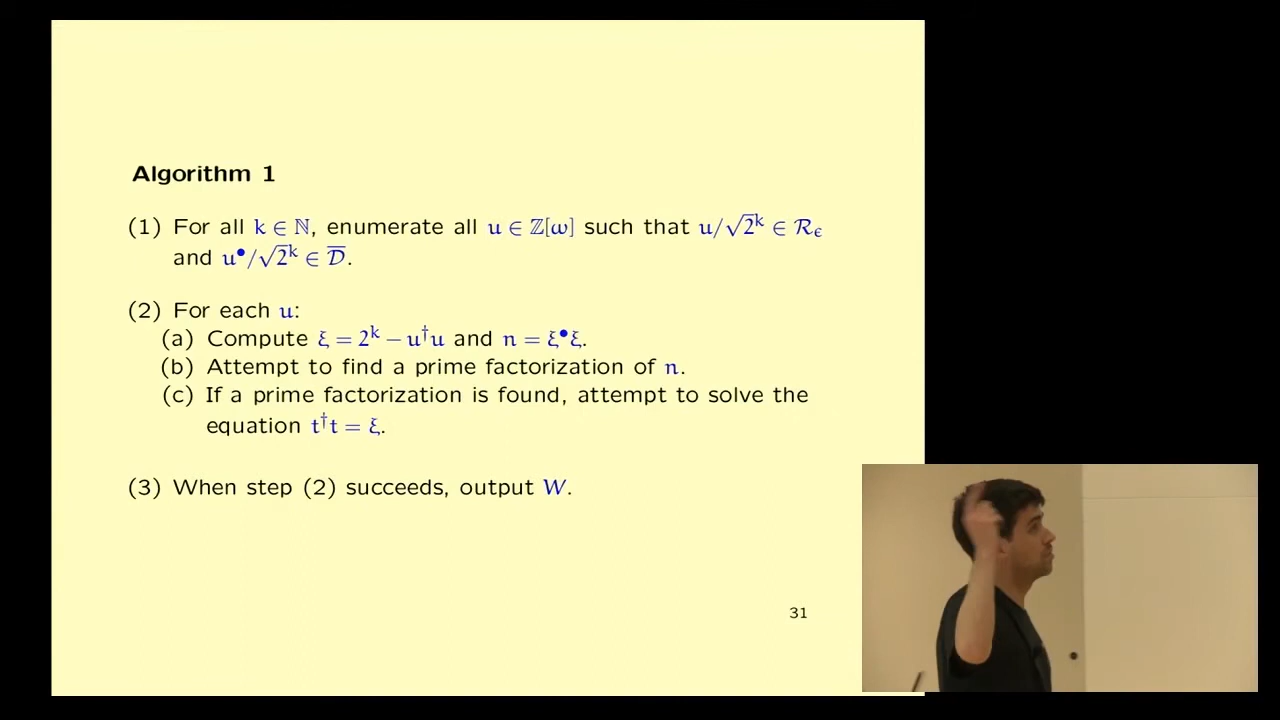 Algorithm 1
(1) For all k ∈ ℕ, enumerate all u ∈ ℤ[ω] such that u/√2ᵏ ∈ 𝓡ϵ
and u•/√2ᵏ ∈ 𝒟̅.
(2) For each u:
(a) Compute ξ = 2ᵏ − u†u and n = ξ•ξ.
(b) Attempt to find a prime factorization of n.
(c) If a prime factorization is found, attempt to solve the
equation t†t = ξ.
(3) When step (2) succeeds, output W.
31